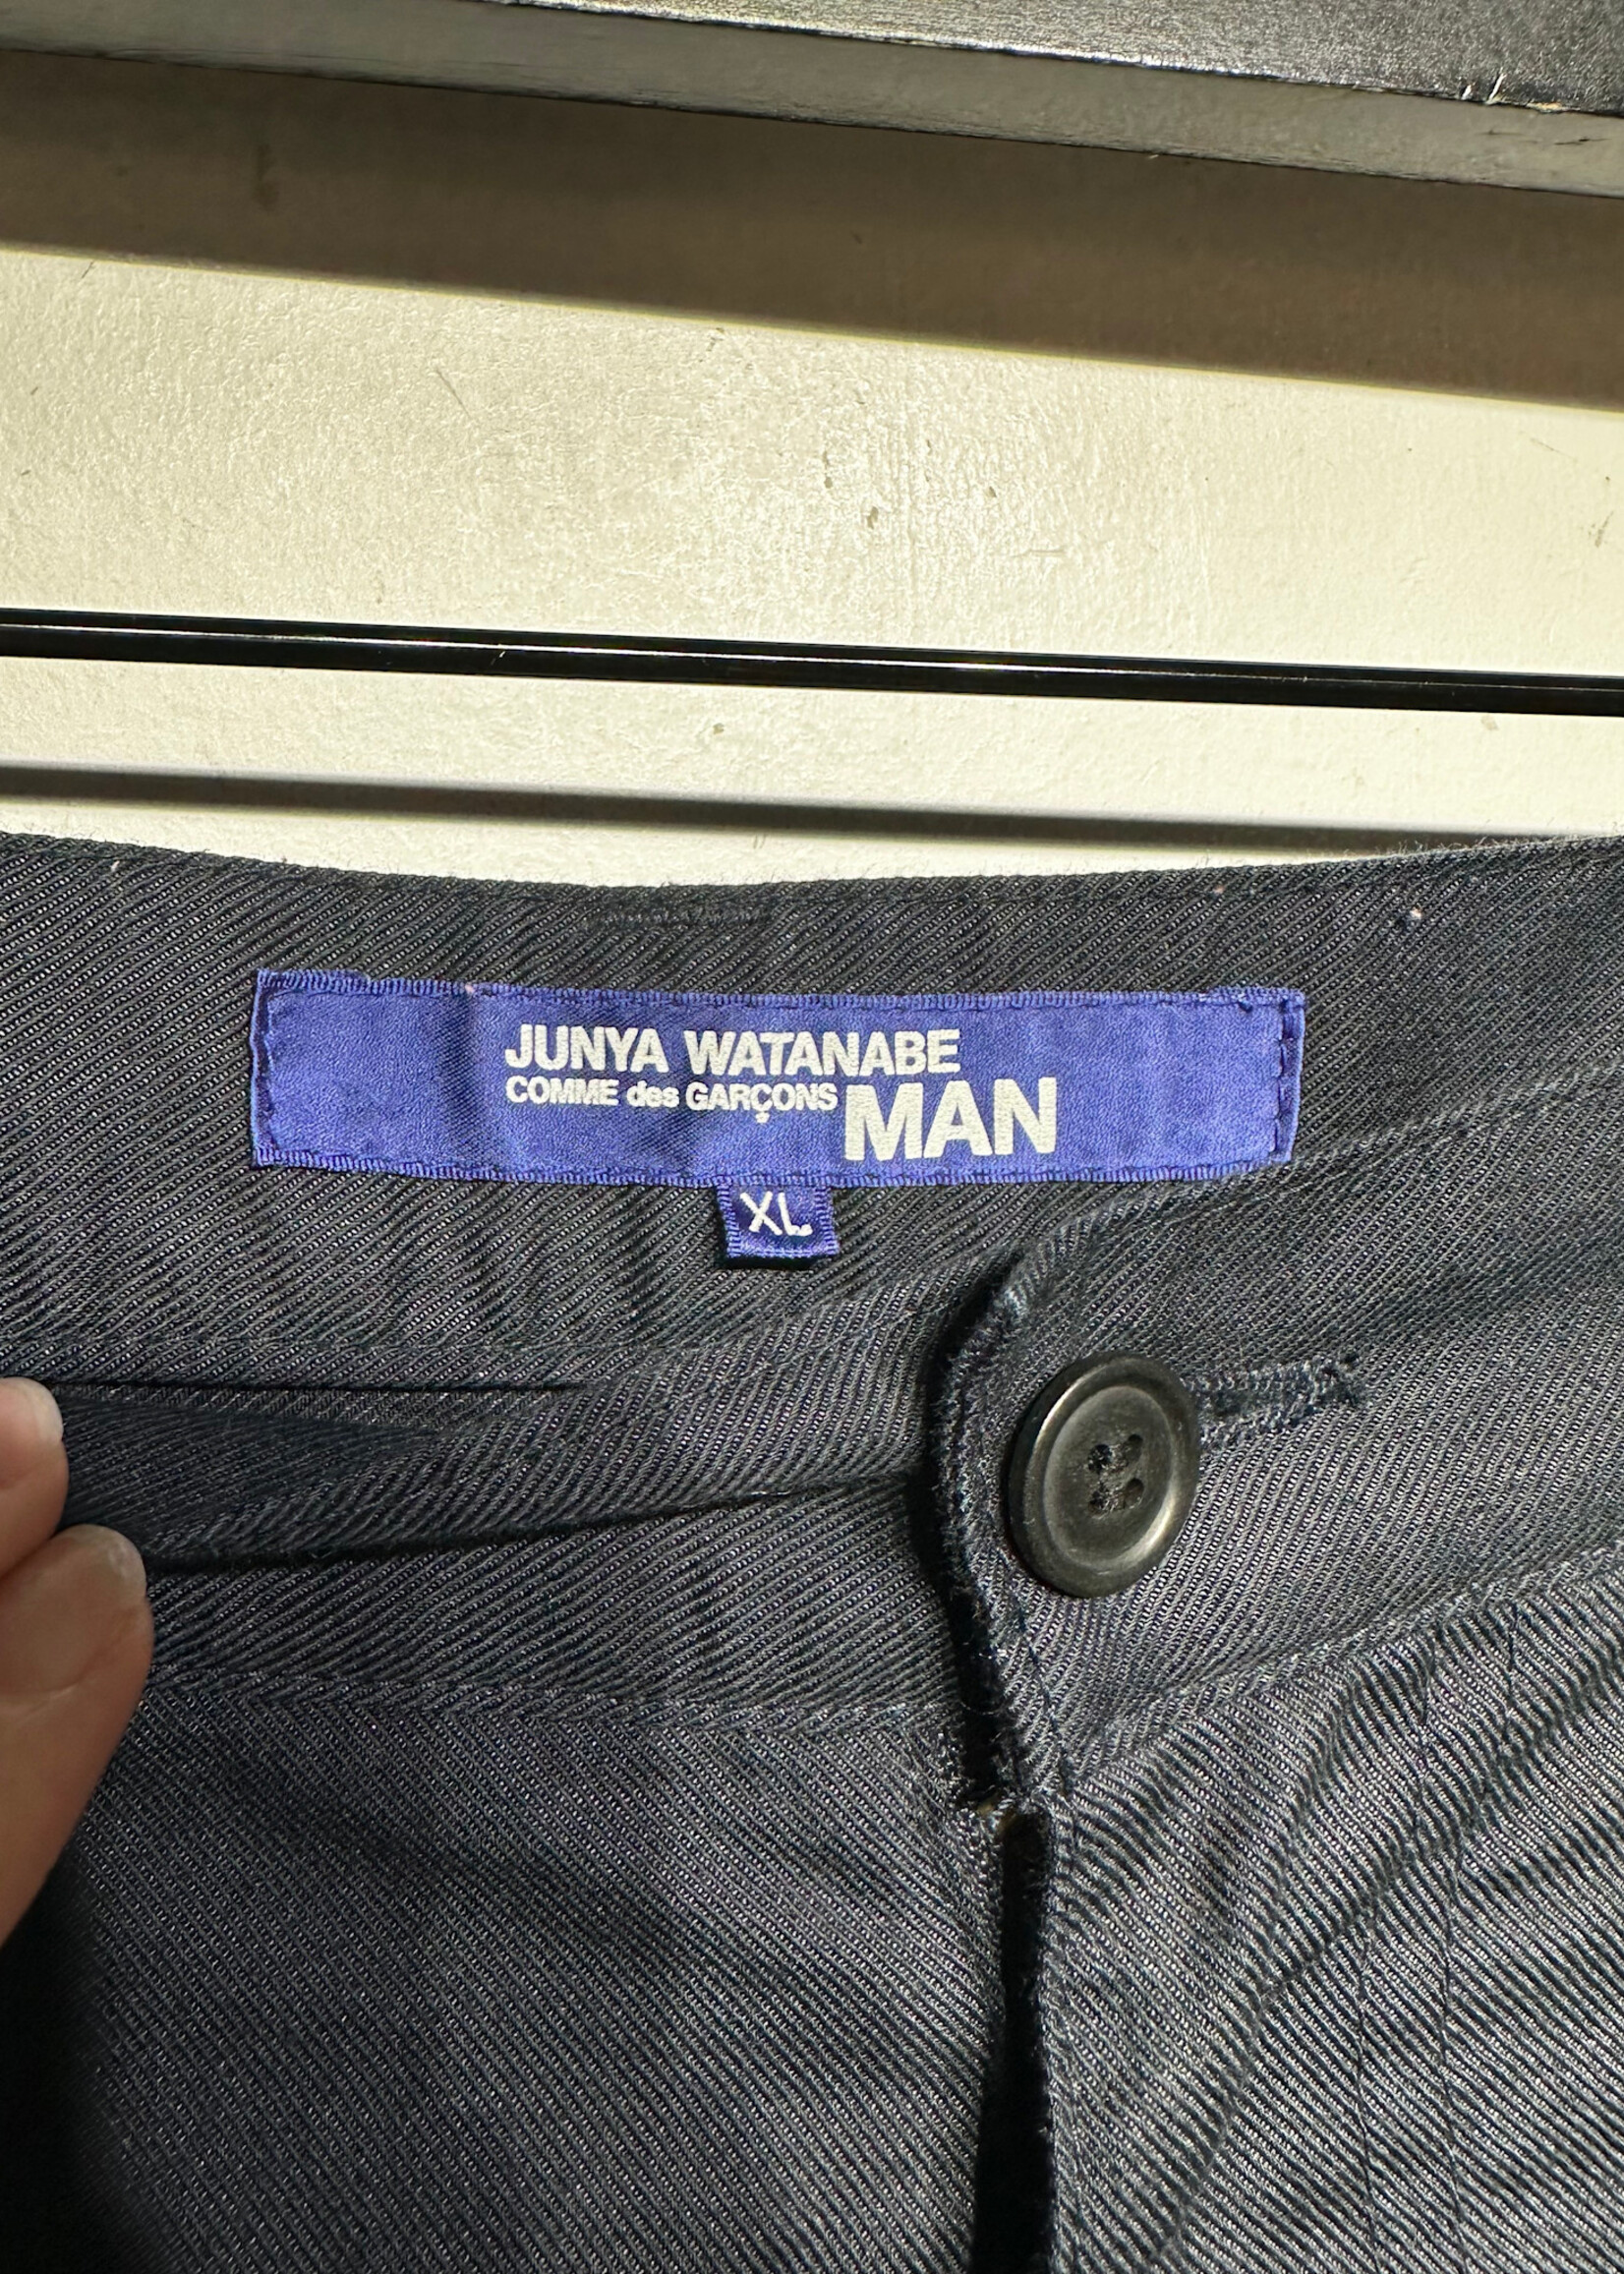 JUNYA WATANABE
COMME des GARÇONS MAN
XL